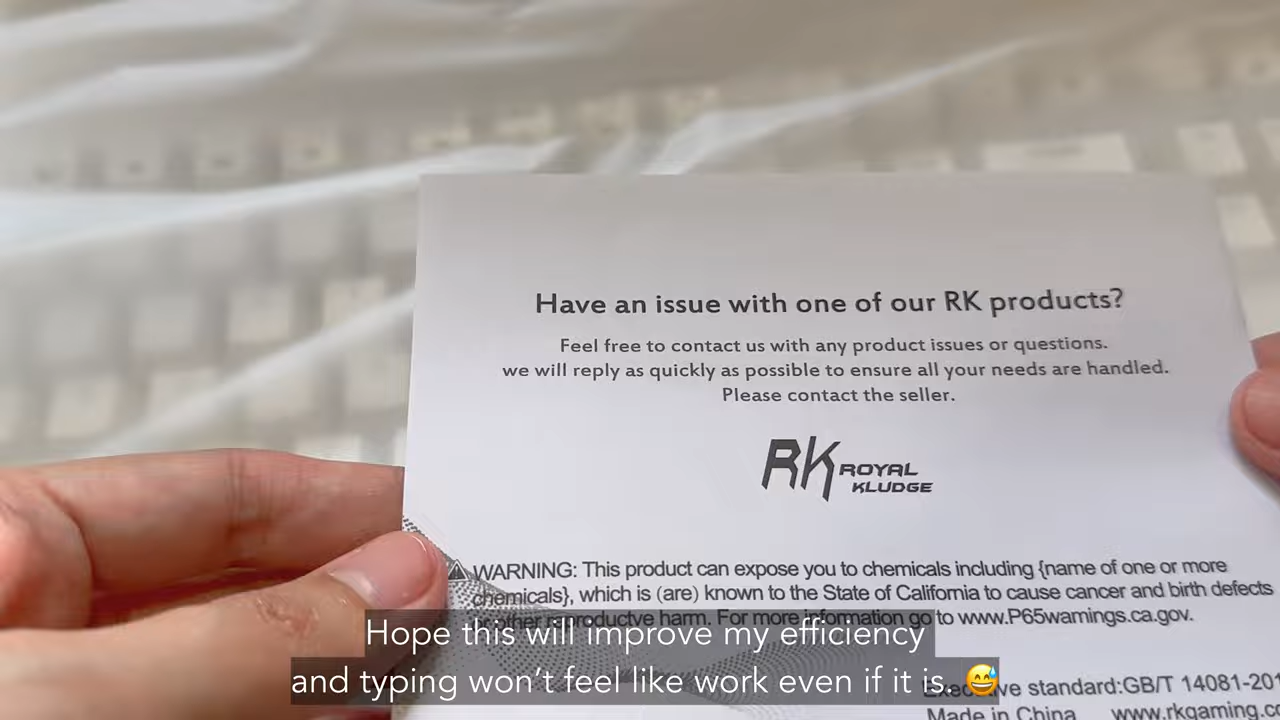 Have an issue with one of our RK products?
Feel free to contact us with any product issues or questions.
we will reply as quickly as possible to ensure all your needs are handled.
Please contact the seller.
RK ROYAL
KLUDGE
WARNING: This product can expose you to chemicals including {name of one or more
chemicals}, which is (are) known to the State of California to cause cancer and birth defects
or other reproductve harm. For more information go to www.P65warnings.ca.gov.
Hope this will improve my efficiency
and typing won’t feel like work even if it is. 😅
Executive standard:GB/T 14081-201
Made in China www.rkgaming.c